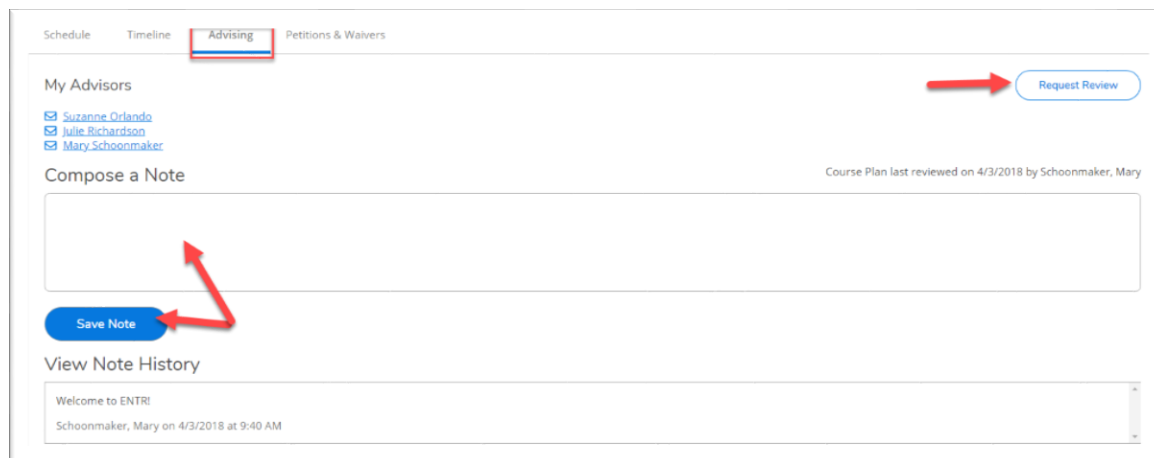 Schedule Timeline Advising Petitions & Waivers
My Advisors
Request Review
Suzanne Orlando
Julie Richardson
Mary Schoonmaker
Compose a Note
Course Plan last reviewed on 4/3/2018 by Schoonmaker, Mary
Save Note
View Note History
Welcome to ENTR!
Schoonmaker, Mary on 4/3/2018 at 9:40 AM